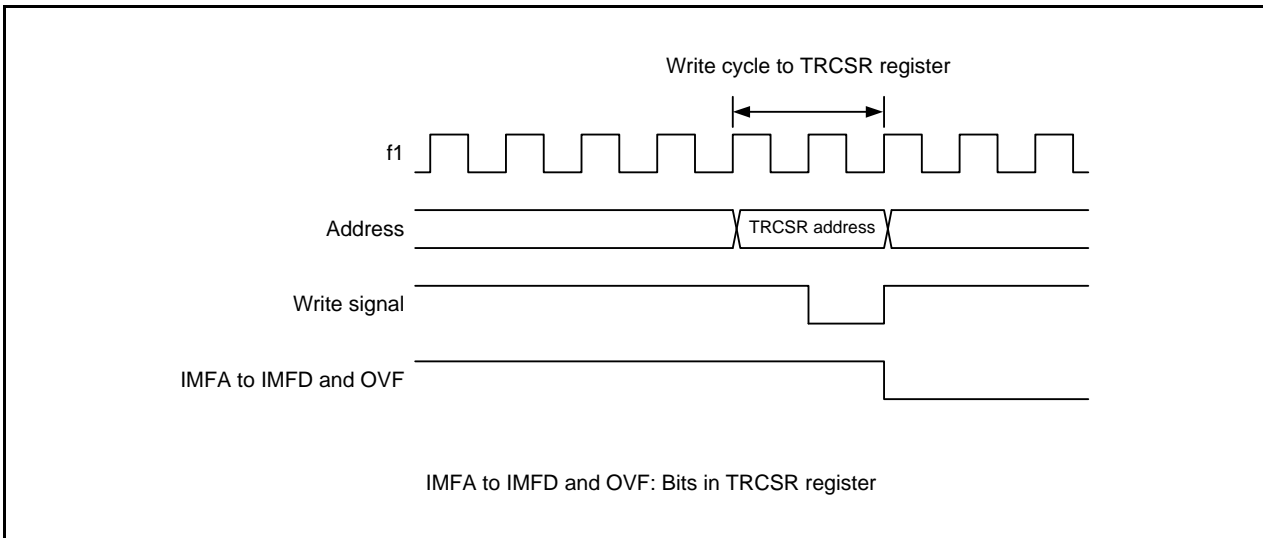 Write cycle to TRCSR register
f1
Address
TRCSR address
Write signal
IMFA to IMFD and OVF
IMFA to IMFD and OVF: Bits in TRCSR register